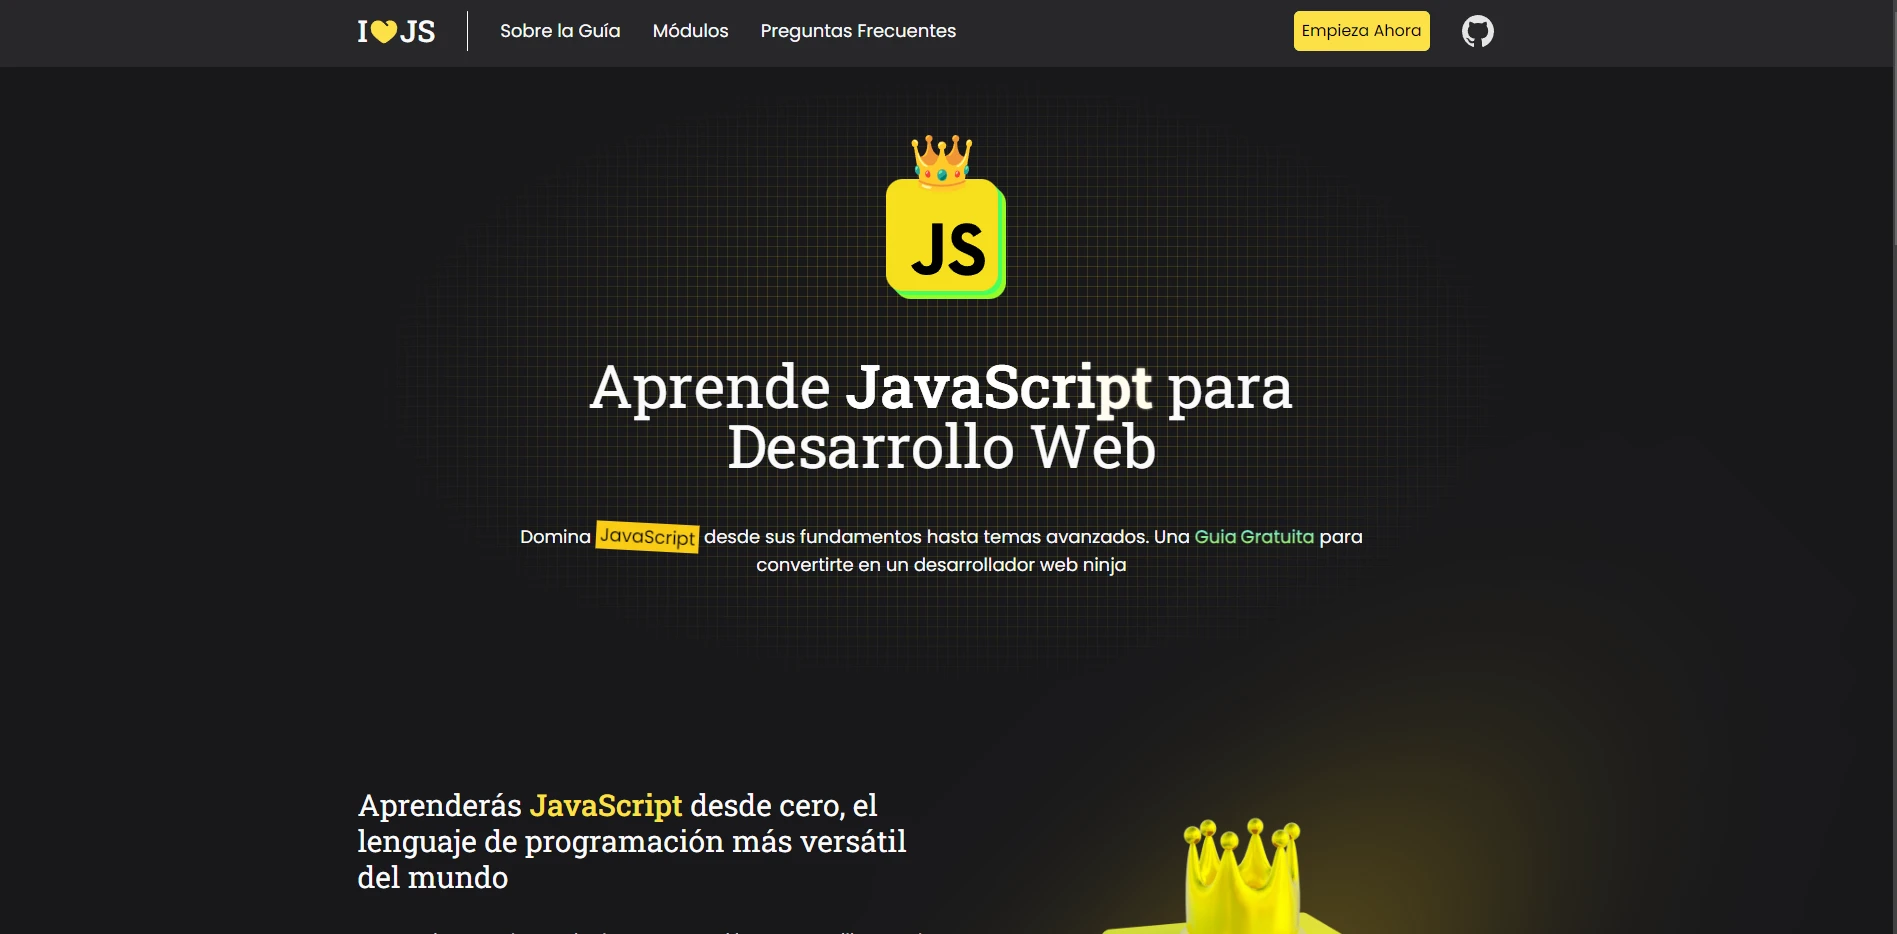 I JS
Sobre la Guía
Módulos
Preguntas Frecuentes
Empieza Ahora
JS
Aprende JavaScript para
Desarrollo Web
Domina JavaScript desde sus fundamentos hasta temas avanzados. Una Guia Gratuita para
convertirte en un desarrollador web ninja
Aprenderás JavaScript desde cero, el
lenguaje de programación más versátil
del mundo